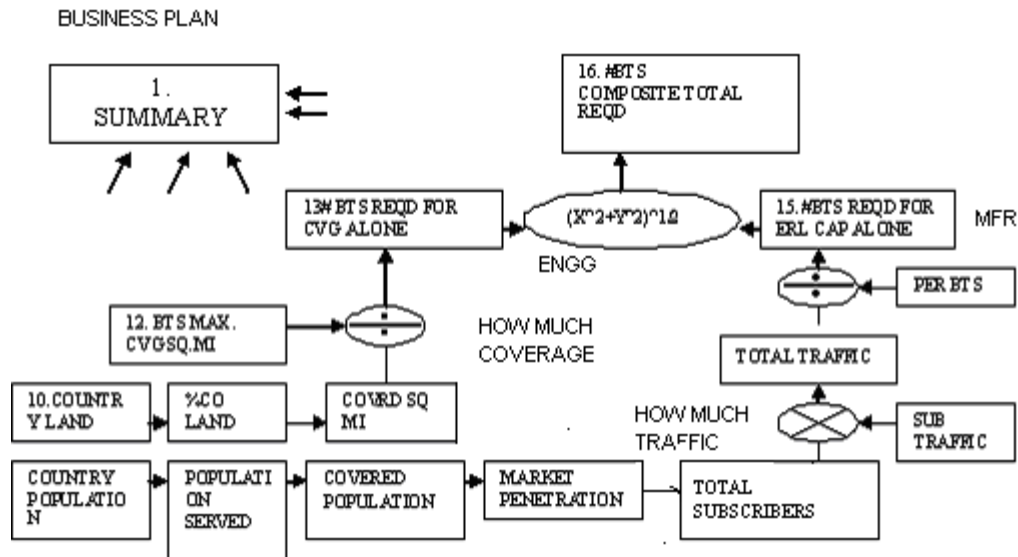 BUSINESS PLAN
1.
SUMMARY
16. #BTS
COMPOSITE TOTAL
REQD
13# BTS REQD FOR
CVG ALONE
(X^2+Y^2)^1/2
15.#BTS REQD FOR
ERL CAP ALONE
MFR
ENGG
PER BTS
12. BTS MAX.
CVG SQ.MI
HOW MUCH
COVERAGE
TOTAL TRAFFIC
10.COUNTR
Y LAND
%CO
LAND
COVRD SQ
MI
HOW MUCH
TRAFFIC
SUB
TRAFFIC
COUNTRY
POPULATIO
N
POPULATI
ON
SERVED
COVERED
POPULATION
MARKET
PENETRATION
TOTAL
SUBSCRIBERS